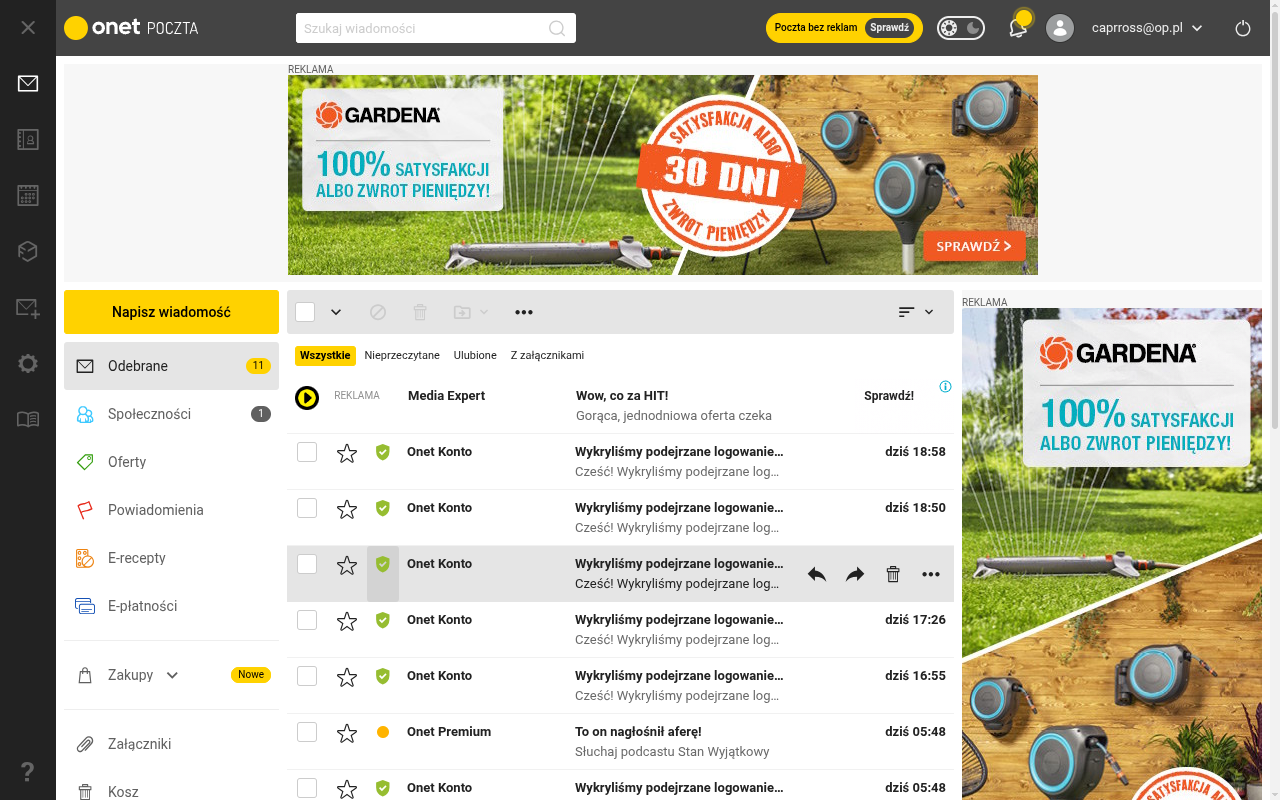 onet POCZTA
Szukaj wiadomości
Poczta bez reklam Sprawdź
caprross@op.pl
REKLAMA
GARDENA
100% SATYSFAKCJI
ALBO ZWROT PIENIĘDZY!
SATYSFAKCJA ALBO
30 DNI
ZWROT PIENIĘDZY
SPRAWDŹ >
Napisz wiadomość
Odebrane 11
Społeczności 1
Oferty
Powiadomienia
E-recepty
E-płatności
Zakupy Nowe
Załączniki
Kosz
?
Wszystkie Nieprzeczytane Ulubione Z załącznikami
REKLAMA Media Expert Wow, co za HIT! Sprawdź!
Gorąca, jednodniowa oferta czeka
Onet Konto Wykryliśmy podejrzane logowanie... dziś 18:58
Cześć! Wykryliśmy podejrzane log...
Onet Konto Wykryliśmy podejrzane logowanie... dziś 18:50
Cześć! Wykryliśmy podejrzane log...
Onet Konto Wykryliśmy podejrzane logowanie...
Cześć! Wykryliśmy podejrzane log...
Onet Konto Wykryliśmy podejrzane logowanie... dziś 17:26
Cześć! Wykryliśmy podejrzane log...
Onet Konto Wykryliśmy podejrzane logowanie... dziś 16:55
Cześć! Wykryliśmy podejrzane log...
Onet Premium To on nagłośnił aferę! dziś 05:48
Słuchaj podcastu Stan Wyjątkowy
Onet Konto Wykryliśmy podejrzane logowanie... dziś 05:48
REKLAMA
GARDENA
100% SATYSFAKCJI
ALBO ZWROT PIENIĘDZY!
SATYSFAKCJA ALBO